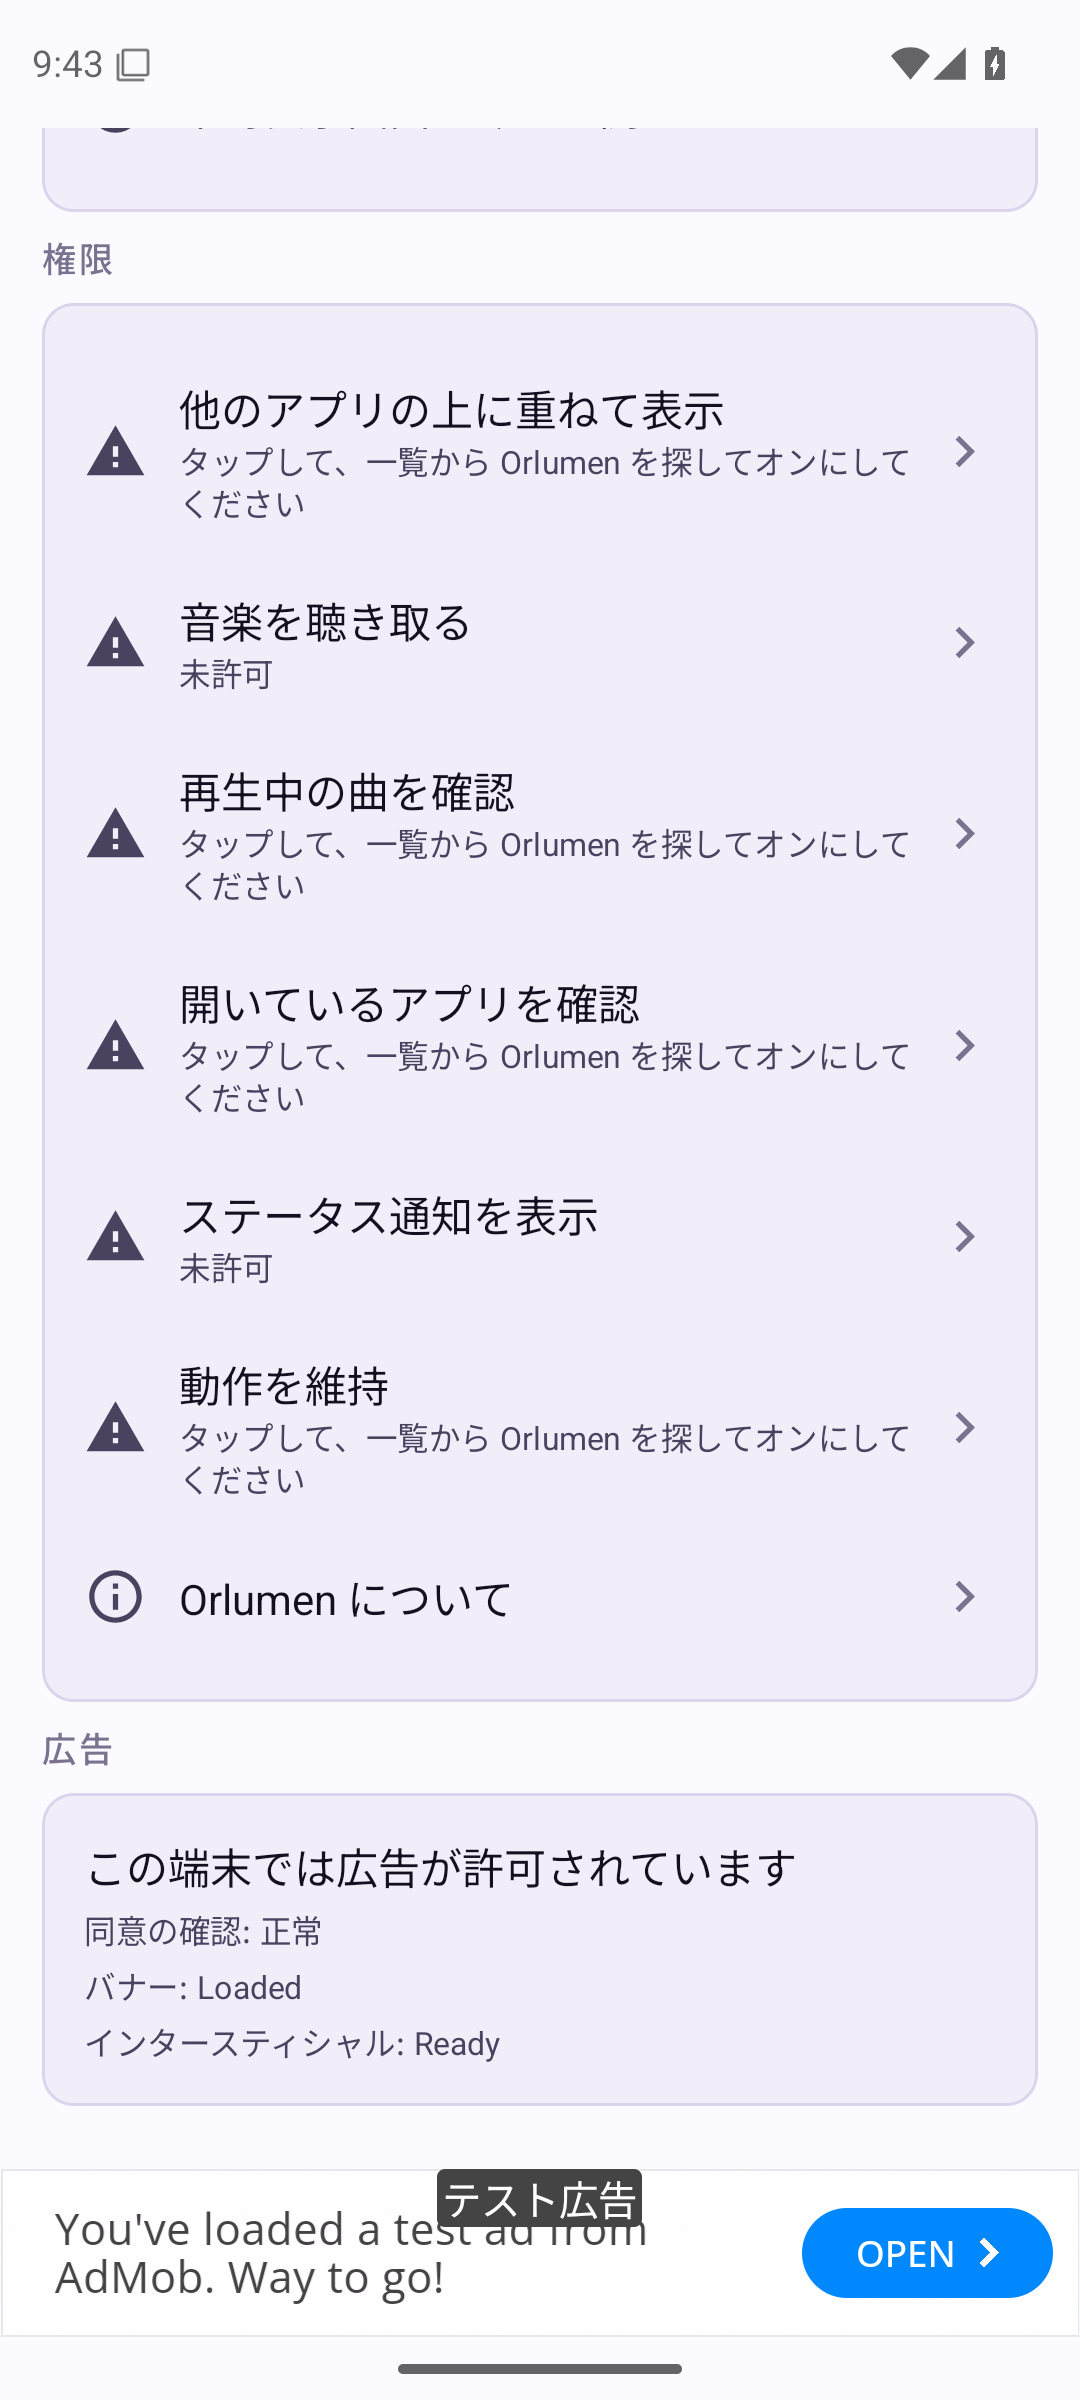 9:43
権限
他のアプリの上に重ねて表示
タップして、一覧から Orlumen を探してオンにして
ください
音楽を聴き取る
未許可
再生中の曲を確認
タップして、一覧から Orlumen を探してオンにして
ください
開いているアプリを確認
タップして、一覧から Orlumen を探してオンにして
ください
ステータス通知を表示
未許可
動作を維持
タップして、一覧から Orlumen を探してオンにして
ください
Orlumen について
広告
この端末では広告が許可されています
同意の確認: 正常
バナー: Loaded
インタースティシャル: Ready
テスト広告
You've loaded a test ad from
AdMob. Way to go!
OPEN